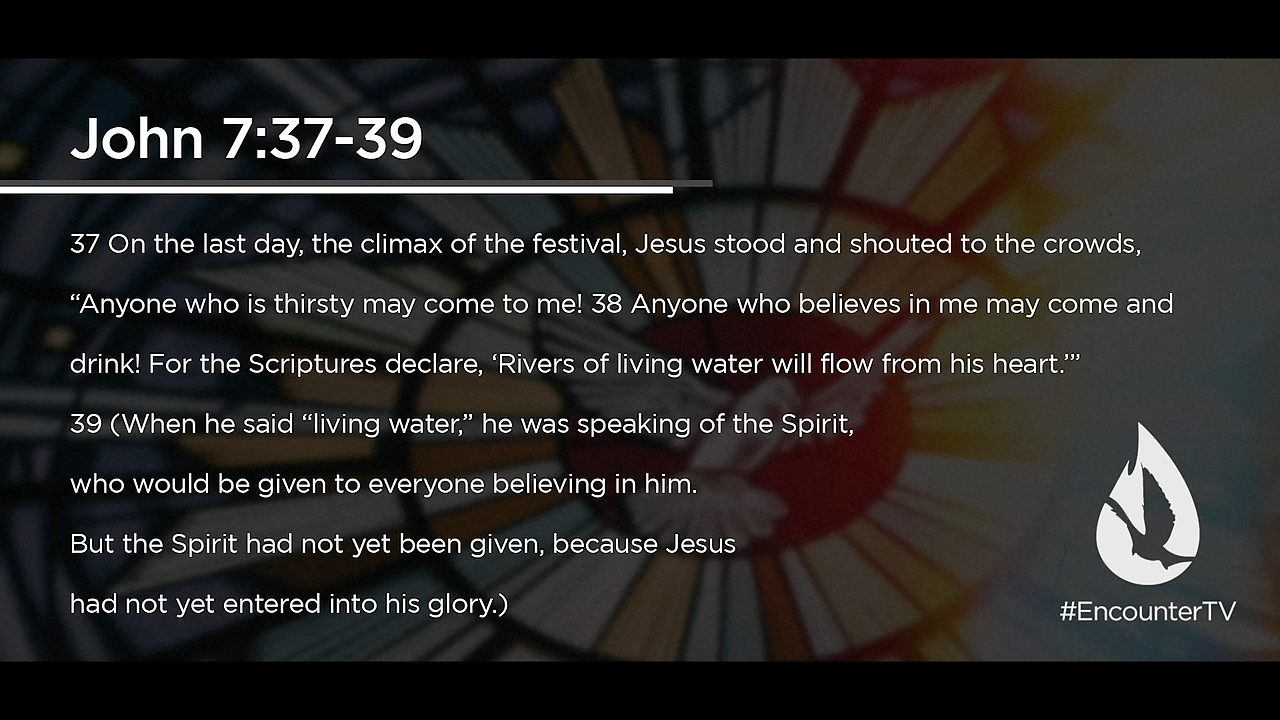 John 7:37-39
37 On the last day, the climax of the festival, Jesus stood and shouted to the crowds,
“Anyone who is thirsty may come to me! 38 Anyone who believes in me may come and
drink! For the Scriptures declare, ‘Rivers of living water will flow from his heart.’”
39 (When he said “living water,” he was speaking of the Spirit,
who would be given to everyone believing in him.
But the Spirit had not yet been given, because Jesus
had not yet entered into his glory.)
#EncounterTV